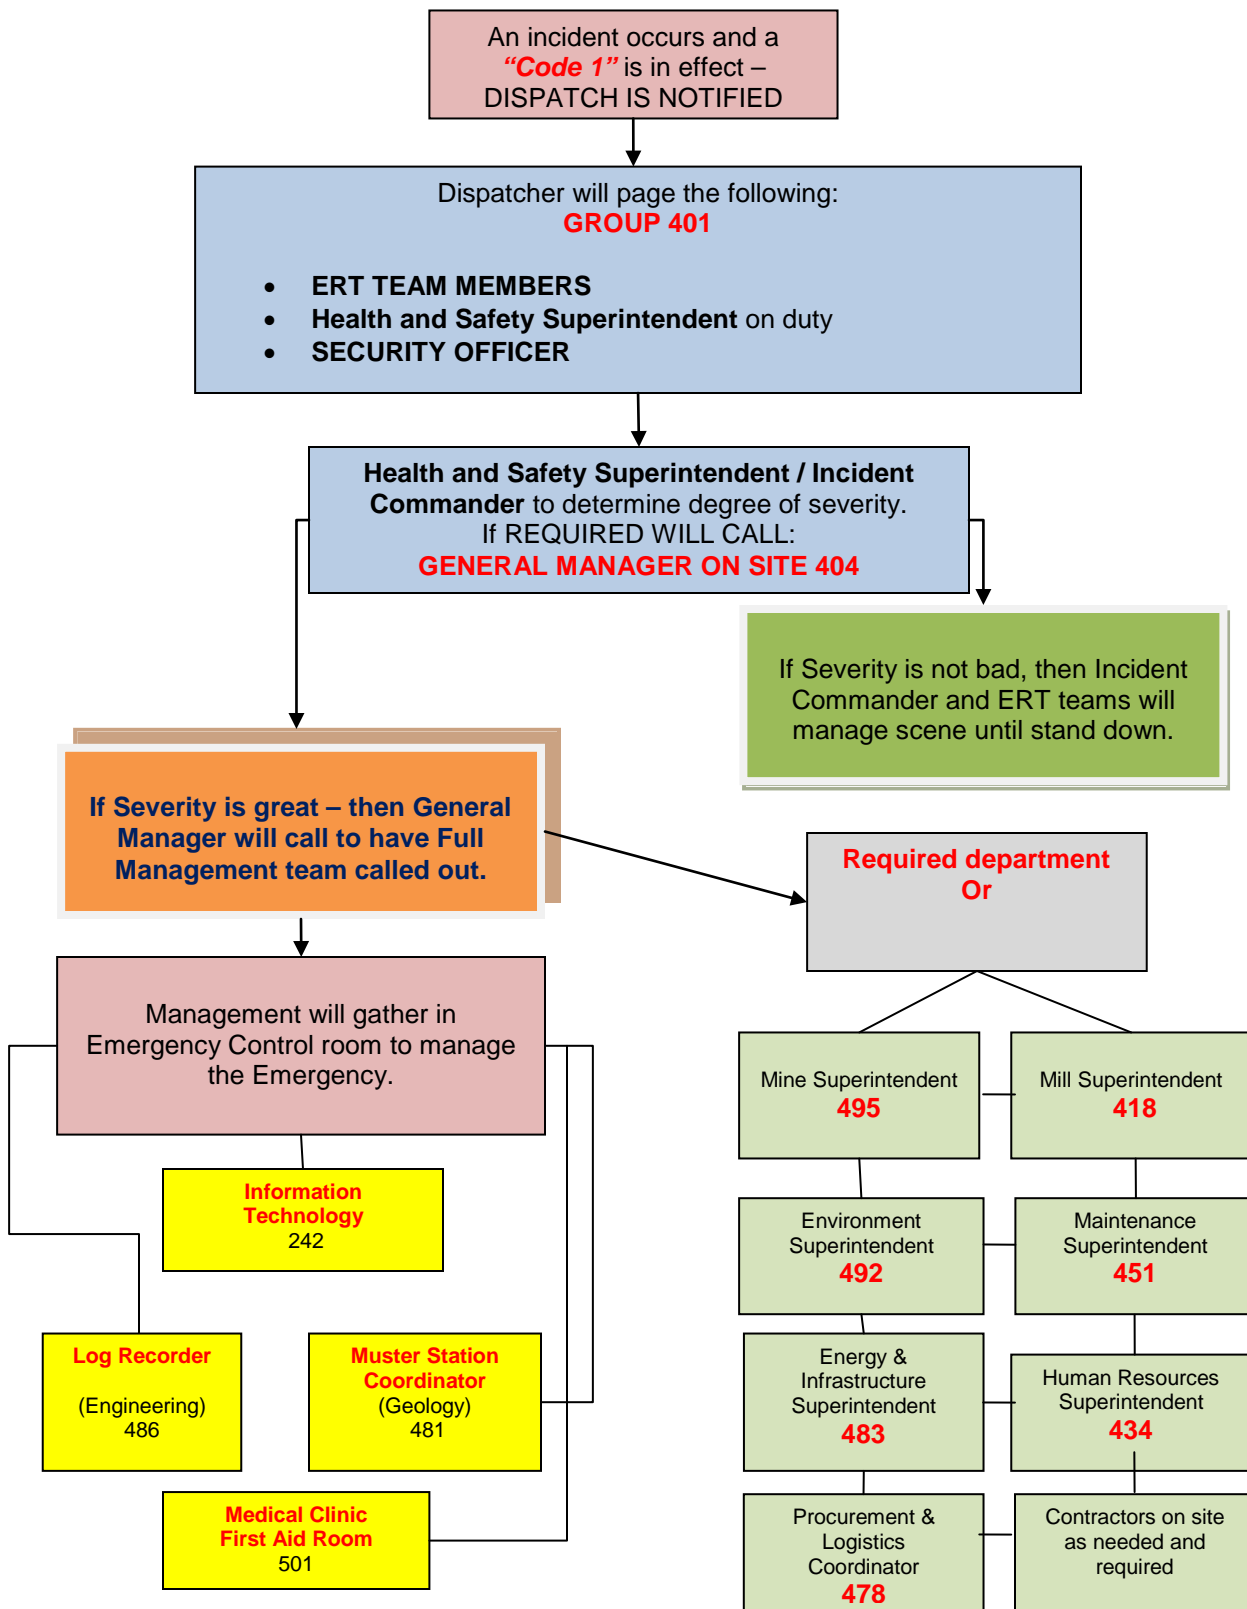 An incident occurs and a
“Code 1” is in effect –
DISPATCH IS NOTIFIED
Dispatcher will page the following:
GROUP 401
• ERT TEAM MEMBERS
• Health and Safety Superintendent on duty
• SECURITY OFFICER
Health and Safety Superintendent / Incident
Commander to determine degree of severity.
If REQUIRED WILL CALL:
GENERAL MANAGER ON SITE 404
If Severity is not bad, then Incident
Commander and ERT teams will
manage scene until stand down.
If Severity is great – then General
Manager will call to have Full
Management team called out.
Required department
Or
Management will gather in
Emergency Control room to manage
the Emergency.
Information
Technology
242
Log Recorder
(Engineering)
486
Muster Station
Coordinator
(Geology)
481
Medical Clinic
First Aid Room
501
Mine Superintendent
495
Mill Superintendent
418
Environment
Superintendent
492
Maintenance
Superintendent
451
Energy &
Infrastructure
Superintendent
483
Human Resources
Superintendent
434
Procurement &
Logistics
Coordinator
478
Contractors on site
as needed and
required